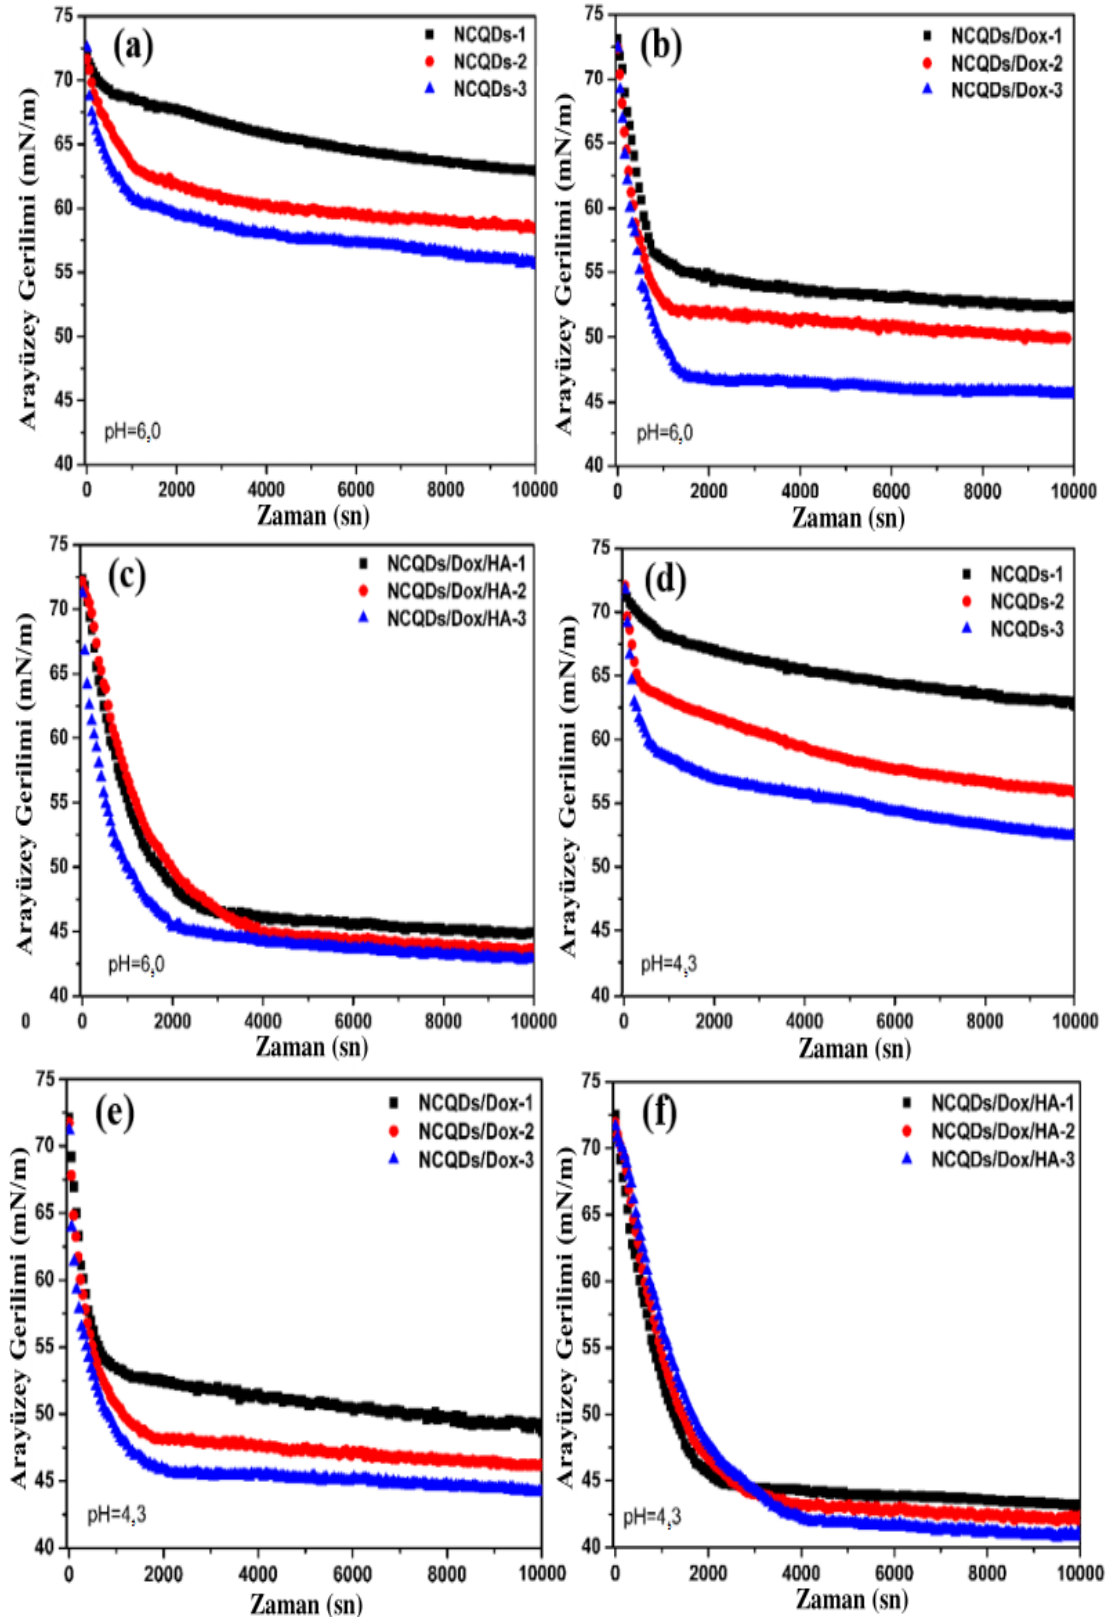 (a)
NCQDs-1
NCQDs-2
NCQDs-3
Arayüzey Gerilimi (mN/m)
75
70
65
60
55
50
45
40
pH=6,0
0 2000 4000 6000 8000 10000
Zaman (sn)
(b)
NCQDs/Dox-1
NCQDs/Dox-2
NCQDs/Dox-3
Arayüzey Gerilimi (mN/m)
75
70
65
60
55
50
45
40
pH=6,0
0 2000 4000 6000 8000 10000
Zaman (sn)
(c)
NCQDs/Dox/HA-1
NCQDs/Dox/HA-2
NCQDs/Dox/HA-3
Arayüzey Gerilimi (mN/m)
75
70
65
60
55
50
45
40
pH=6,0
0 0 2000 4000 6000 8000 10000
Zaman (sn)
(d)
NCQDs-1
NCQDs-2
NCQDs-3
Arayüzey Gerilimi (mN/m)
75
70
65
60
55
50
45
40
pH=4,3
0 2000 4000 6000 8000 10000
Zaman (sn)
(e)
NCQDs/Dox-1
NCQDs/Dox-2
NCQDs/Dox-3
Arayüzey Gerilimi (mN/m)
75
70
65
60
55
50
45
40
pH=4,3
0 2000 4000 6000 8000 10000
Zaman (sn)
(f)
NCQDs/Dox/HA-1
NCQDs/Dox/HA-2
NCQDs/Dox/HA-3
Arayüzey Gerilimi (mN/m)
75
70
65
60
55
50
45
40
pH=4,3
0 2000 4000 6000 8000 10000
Zaman (sn)